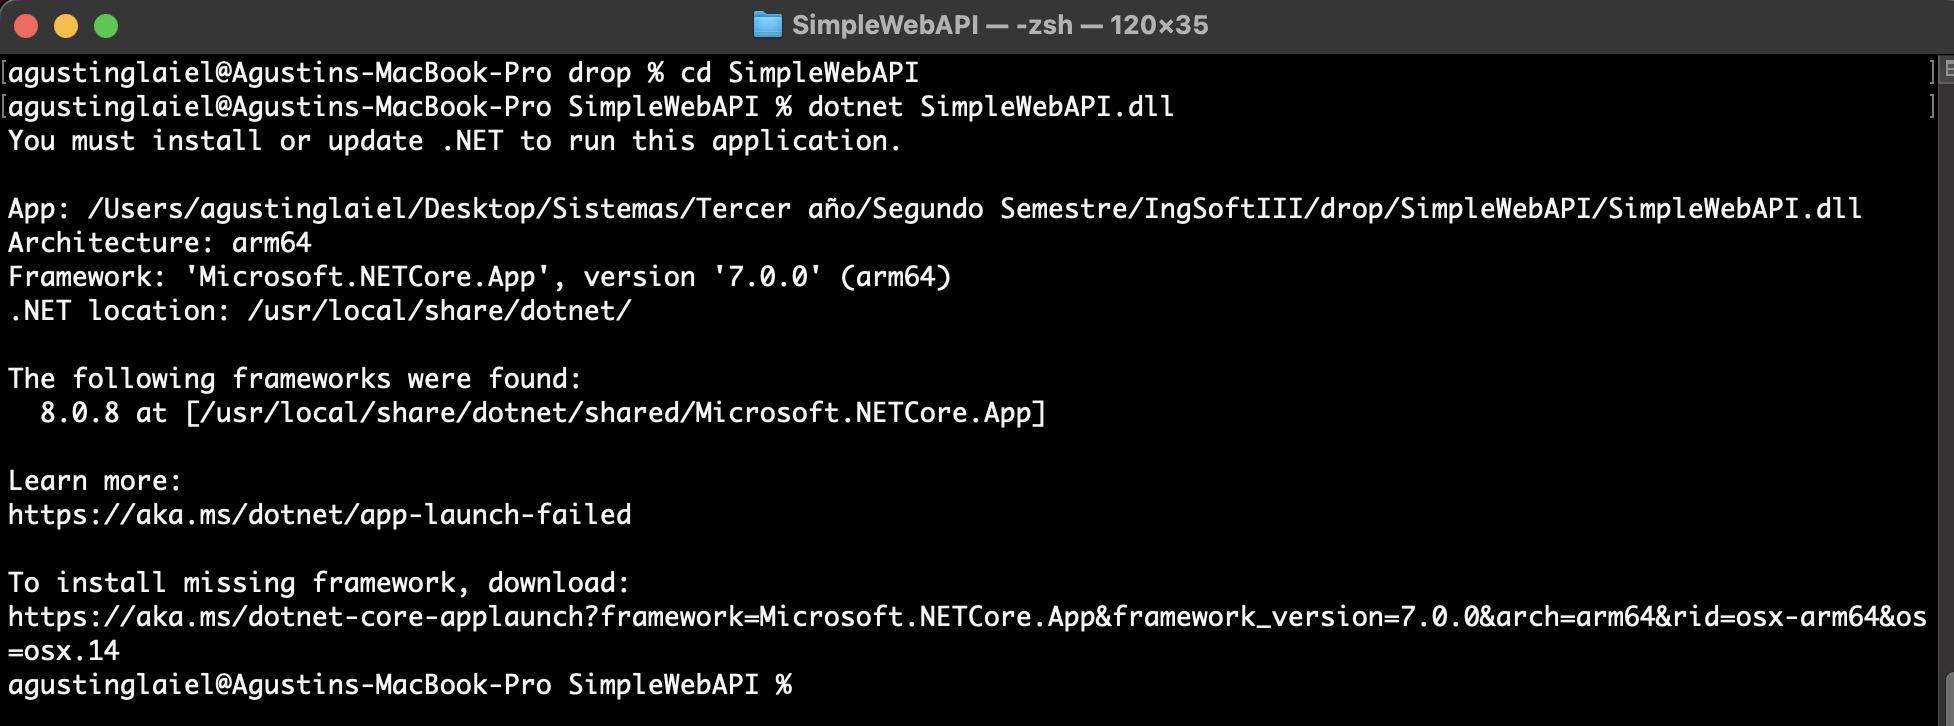 SimpleWebAPI — -zsh — 120×35
[agustinglaiel@Agustins-MacBook-Pro drop % cd SimpleWebAPI ]
[agustinglaiel@Agustins-MacBook-Pro SimpleWebAPI % dotnet SimpleWebAPI.dll ]
You must install or update .NET to run this application.
App: /Users/agustinglaiel/Desktop/Sistemas/Tercer año/Segundo Semestre/IngSoftIII/drop/SimpleWebAPI/SimpleWebAPI.dll
Architecture: arm64
Framework: 'Microsoft.NETCore.App', version '7.0.0' (arm64)
.NET location: /usr/local/share/dotnet/
The following frameworks were found:
  8.0.8 at [/usr/local/share/dotnet/shared/Microsoft.NETCore.App]
Learn more:
https://aka.ms/dotnet/app-launch-failed
To install missing framework, download:
https://aka.ms/dotnet-core-applaunch?framework=Microsoft.NETCore.App&framework_version=7.0.0&arch=arm64&rid=osx-arm64&os
=osx.14
agustinglaiel@Agustins-MacBook-Pro SimpleWebAPI %